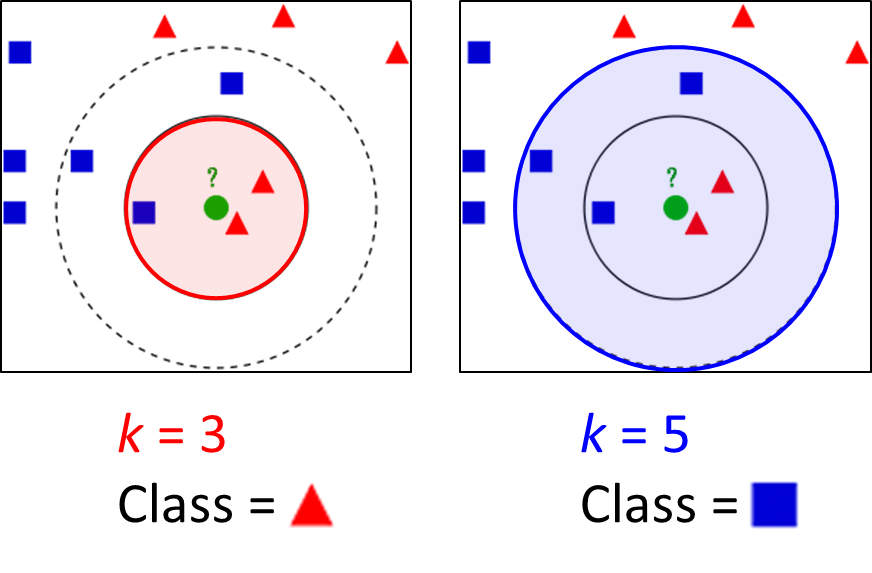 ?
?
k = 3
Class =
k = 5
Class =